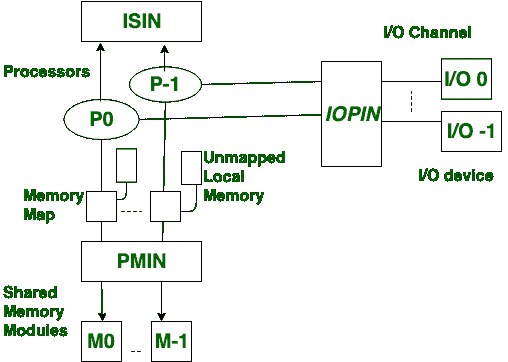 ISIN
I/O Channel
Processors
P-1
I/O 0
P0
IOPIN
I/O -1
Unmapped
Local
Memory
I/O device
Memory
Map
PMIN
Shared
Memory
Modules
M0
M-1